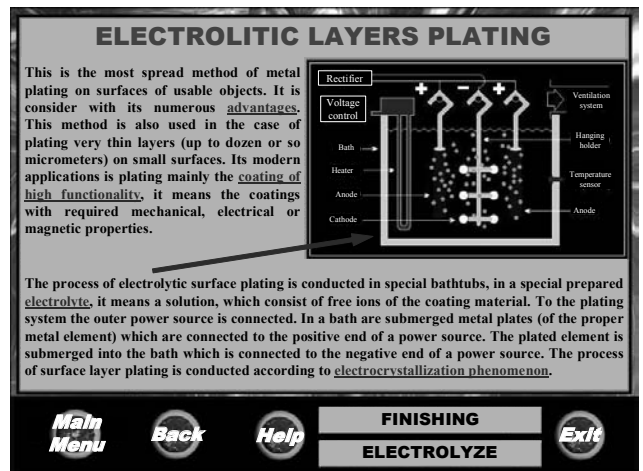 ELECTROLITIC LAYERS PLATING
This is the most spread method of metal
plating on surfaces of usable objects. It is
consider with its numerous advantages.
This method is also used in the case of
plating very thin layers (up to dozen or so
micrometers) on small surfaces. Its modern
applications is plating mainly the coating of
high functionality, it means the coatings
with required mechanical, electrical or
magnetic properties.
Rectifier
+ − +
Voltage
control
Bath
Heater
Anode
Cathode
Ventilation
system
Hanging
holder
Temperature
sensor
Anode
The process of electrolytic surface plating is conducted in special bathtubs, in a special prepared
electrolyte, it means a solution, which consist of free ions of the coating material. To the plating
system the outer power source is connected. In a bath are submerged metal plates (of the proper
metal element) which are connected to the positive end of a power source. The plated element is
submerged into the bath which is connected to the negative end of a power source. The process
of surface layer plating is conducted according to electrocrystallization phenomenon.
Main
Menu
Back
Help
FINISHING
ELECTROLYZE
Exit